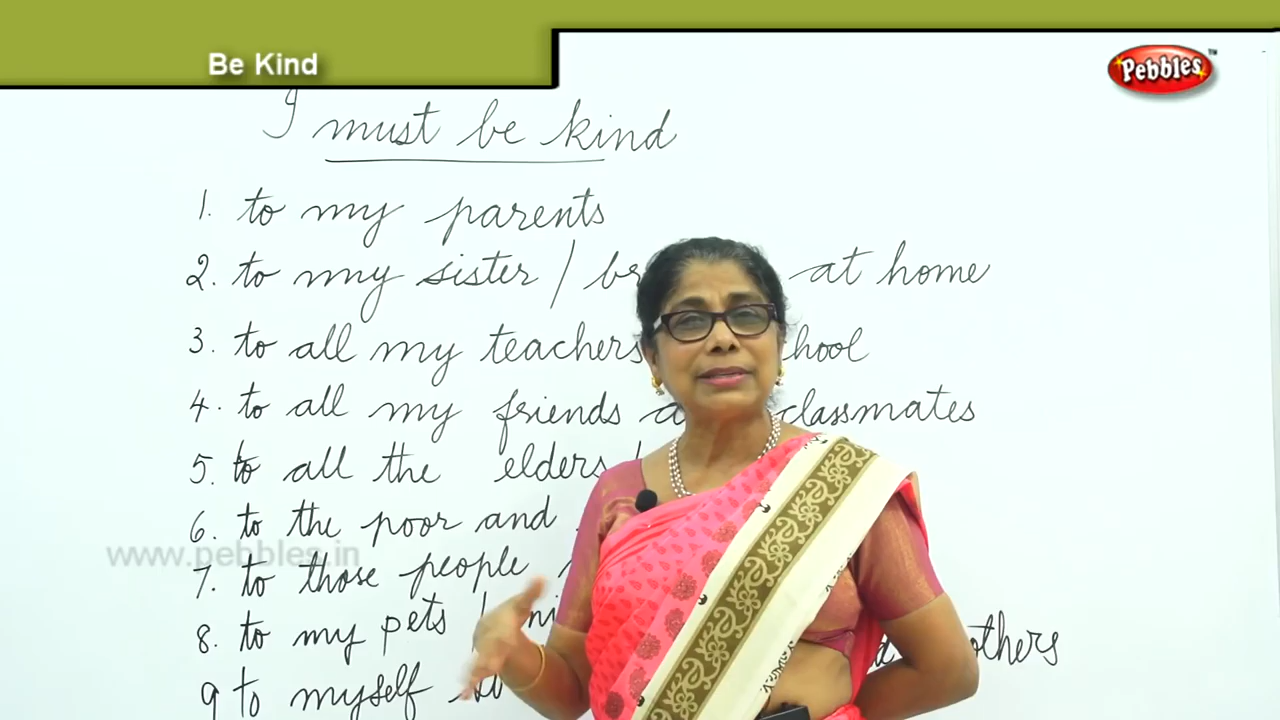 Be Kind
Pebbles™
I must be kind
1. to my parents
2. to my sister / at home
3. to all my teachers
4. to all my friends classmates
5. to all the elders
6. to the poor and
www.pebbles.in
7. to those people
8. to my pets / others
9 to myself